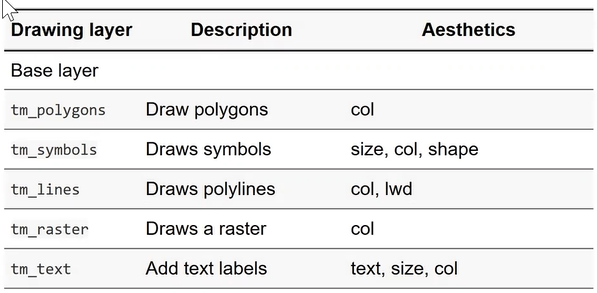 Drawing layer Description Aesthetics
Base layer
tm_polygons Draw polygons col
tm_symbols Draws symbols size, col, shape
tm_lines Draws polylines col, lwd
tm_raster Draws a raster col
tm_text Add text labels text, size, col